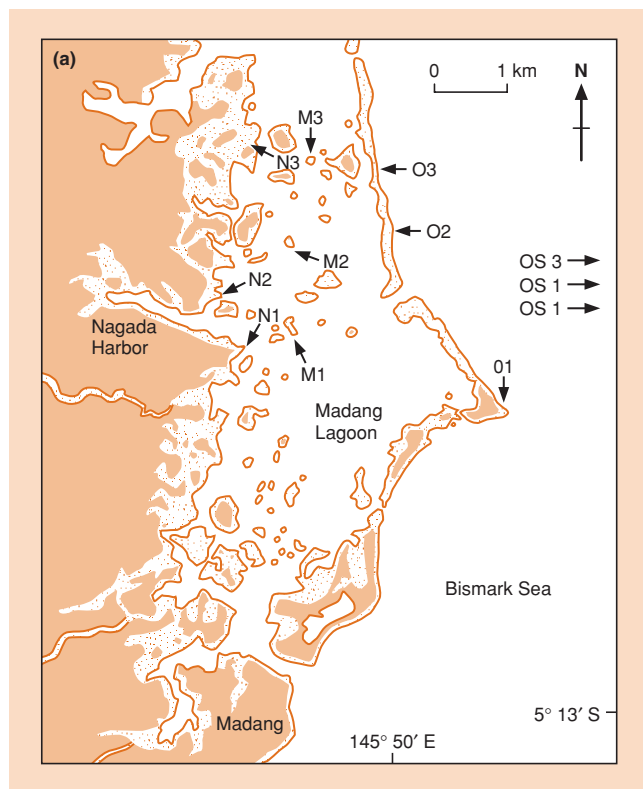 (a)
0 1 km
N
M3
N3
O3
O2
M2
OS 3
N2
OS 1
OS 1
N1
Nagada
Harbor
M1
01
Madang
Lagoon
Bismark Sea
5° 13′ S
Madang
145° 50′ E